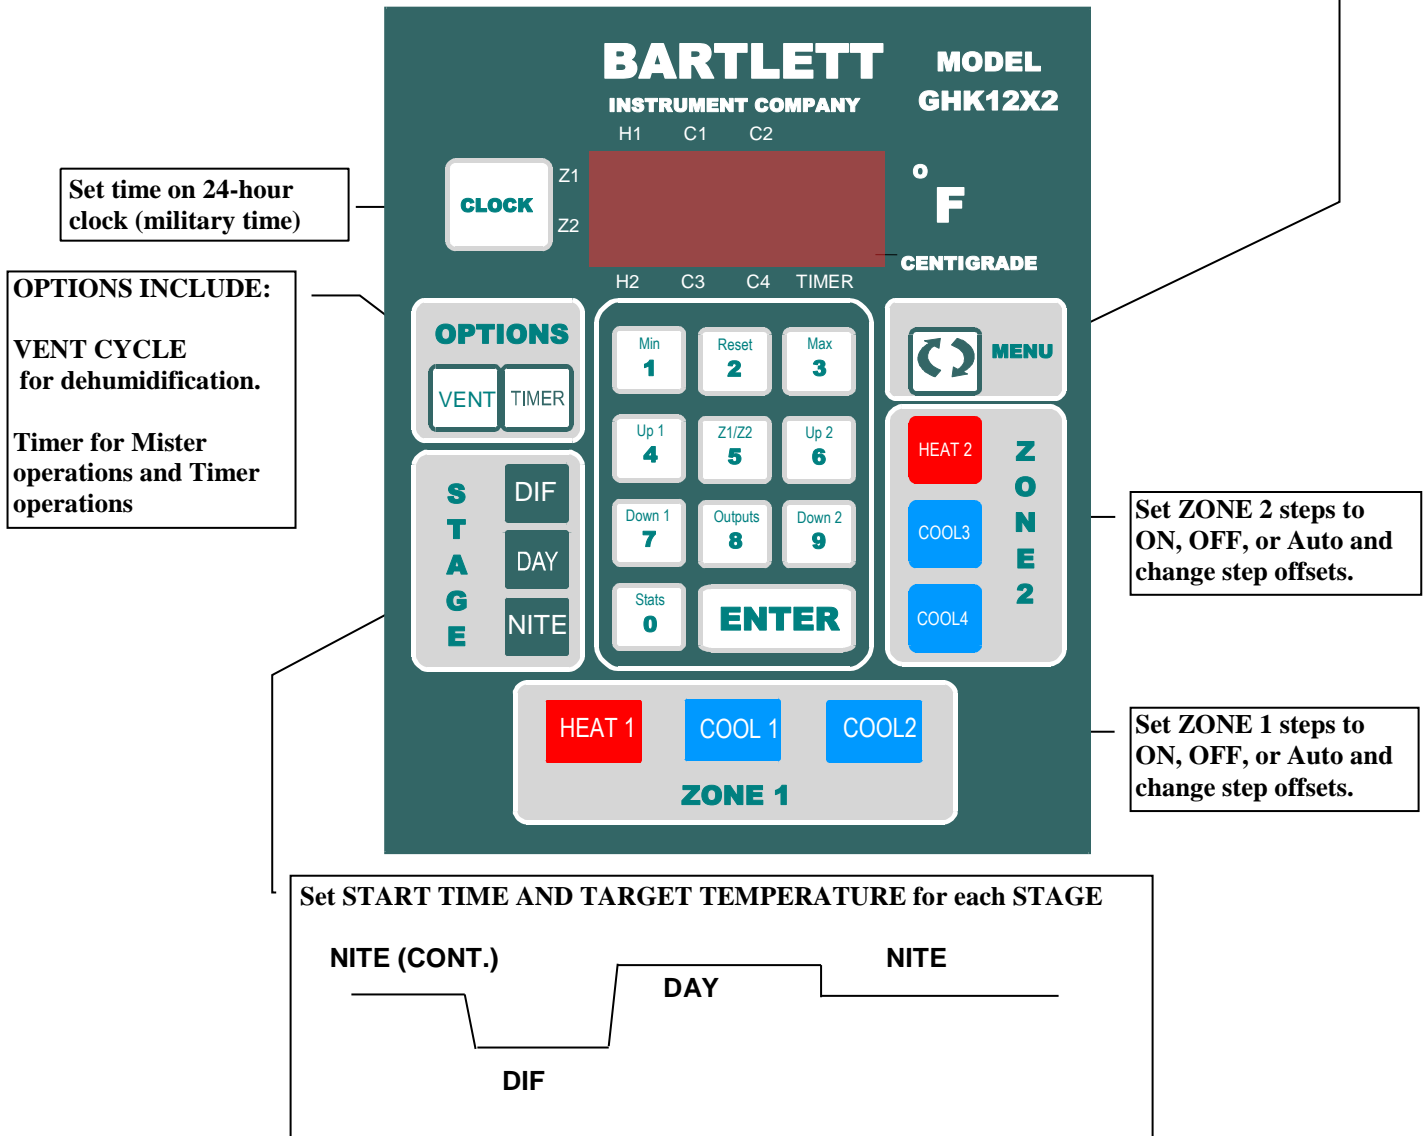 BARTLETT
INSTRUMENT COMPANY
MODEL
GHK12X2
H1 C1 C2
Z1
Z2
CLOCK
o
F
CENTIGRADE
H2 C3 C4 TIMER
Set time on 24-hour
clock (military time)
OPTIONS INCLUDE:
VENT CYCLE
for dehumidification.
Timer for Mister
operations and Timer
operations
OPTIONS
VENT TIMER
STAGE
DIF
DAY
NITE
Min
1
Reset
2
Max
3
Up 1
4
Z1/Z2
5
Up 2
6
Down 1
7
Outputs
8
Down 2
9
Stats
0
ENTER
MENU
HEAT 2
COOL3
COOL4
ZONE2
Set ZONE 2 steps to
ON, OFF, or Auto and
change step offsets.
HEAT 1 COOL 1 COOL2
ZONE 1
Set ZONE 1 steps to
ON, OFF, or Auto and
change step offsets.
Set START TIME AND TARGET TEMPERATURE for each STAGE
NITE (CONT.)
DIF
DAY
NITE